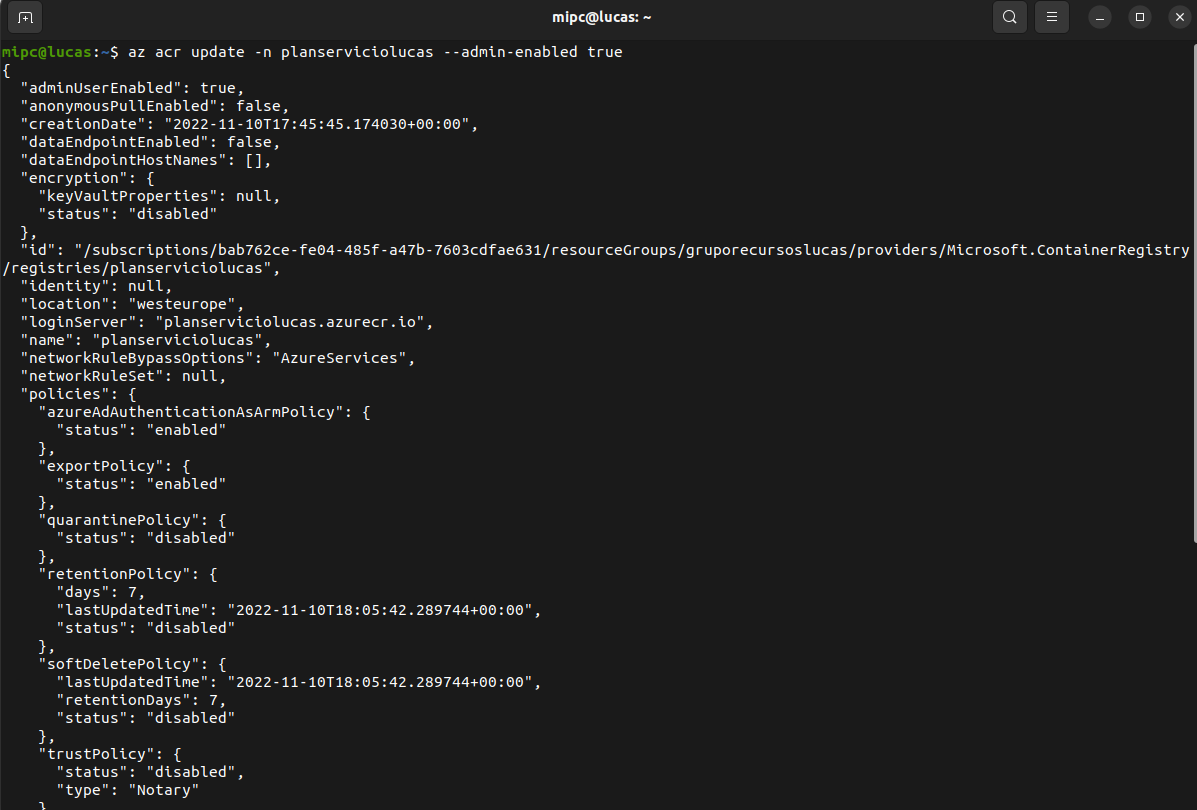 mipc@lucas: ~
mipc@lucas:~$ az acr update -n planserviciolucas --admin-enabled true
{
  "adminUserEnabled": true,
  "anonymousPullEnabled": false,
  "creationDate": "2022-11-10T17:45:45.174030+00:00",
  "dataEndpointEnabled": false,
  "dataEndpointHostNames": [],
  "encryption": {
    "keyVaultProperties": null,
    "status": "disabled"
  },
  "id": "/subscriptions/bab762ce-fe04-485f-a47b-7603cdfae631/resourceGroups/gruporecursoslucas/providers/Microsoft.ContainerRegistry
/registries/planserviciolucas",
  "identity": null,
  "location": "westeurope",
  "loginServer": "planserviciolucas.azurecr.io",
  "name": "planserviciolucas",
  "networkRuleBypassOptions": "AzureServices",
  "networkRuleSet": null,
  "policies": {
    "azureAdAuthenticationAsArmPolicy": {
      "status": "enabled"
    },
    "exportPolicy": {
      "status": "enabled"
    },
    "quarantinePolicy": {
      "status": "disabled"
    },
    "retentionPolicy": {
      "days": 7,
      "lastUpdatedTime": "2022-11-10T18:05:42.289744+00:00",
      "status": "disabled"
    },
    "softDeletePolicy": {
      "lastUpdatedTime": "2022-11-10T18:05:42.289744+00:00",
      "retentionDays": 7,
      "status": "disabled"
    },
    "trustPolicy": {
      "status": "disabled",
      "type": "Notary"
    }